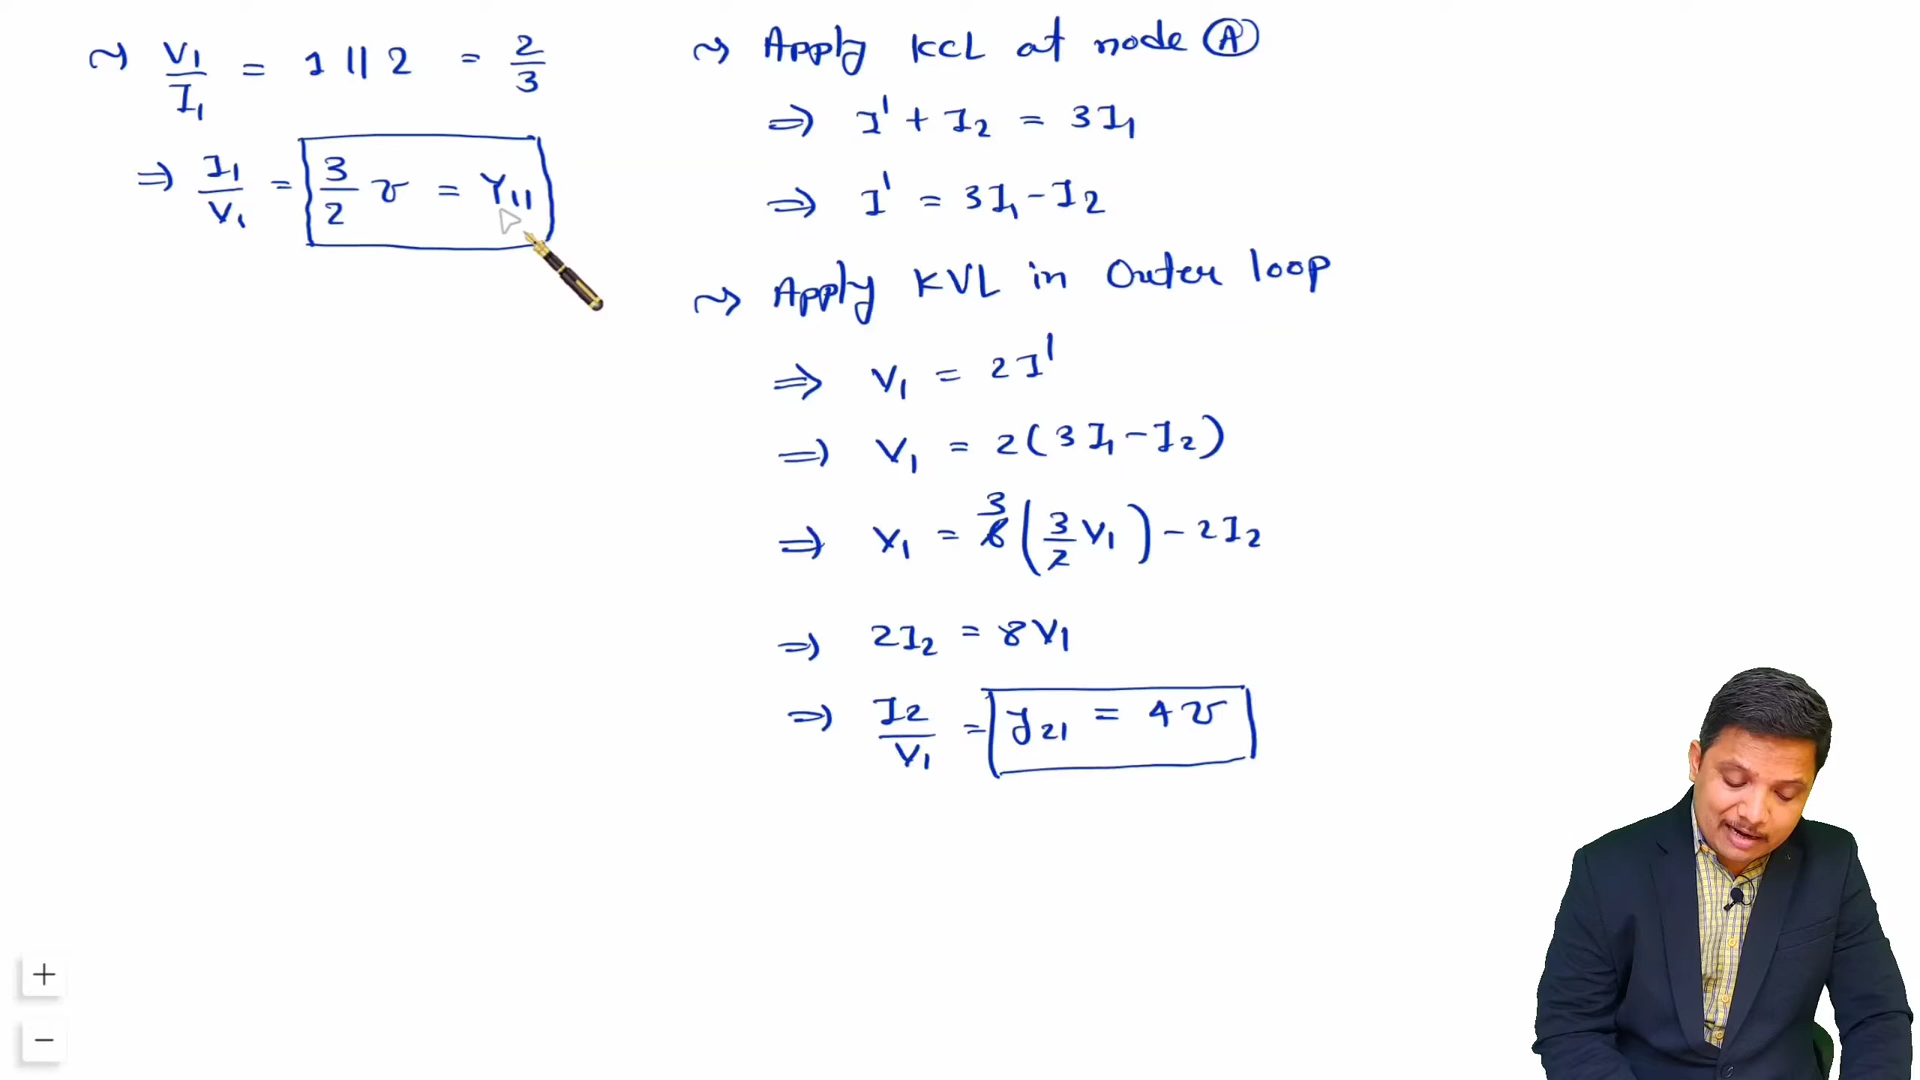 ~> V1/I1 = 1 || 2 = 2/3
=> I1/V1 = 3/2 ℧ = Y11
~> Apply KCL at node A
=> I' + I2 = 3I1
=> I' = 3I1 - I2
~> Apply KVL in Outer loop
=> V1 = 2I'
=> V1 = 2(3I1 - I2)
=> V1 = 3 6 (3/2 V1) - 2I2
=> 2I2 = 8V1
=> I2/V1 = y21 = 4 ℧
+
−